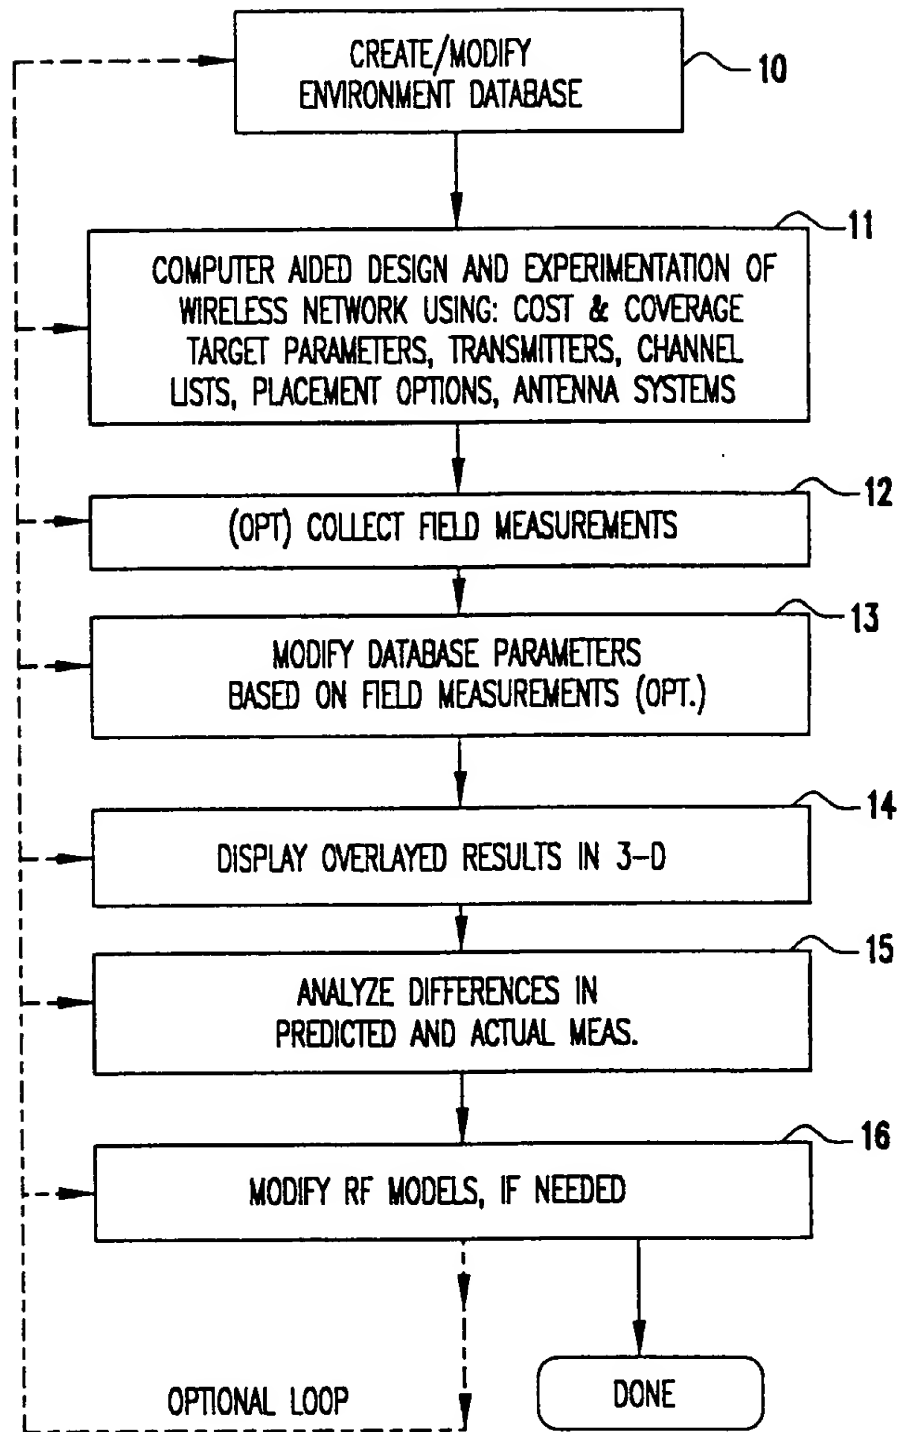 CREATE/MODIFY
ENVIRONMENT DATABASE
10
11
COMPUTER AIDED DESIGN AND EXPERIMENTATION OF
WIRELESS NETWORK USING: COST & COVERAGE
TARGET PARAMETERS, TRANSMITTERS, CHANNEL
LISTS, PLACEMENT OPTIONS, ANTENNA SYSTEMS
12
(OPT) COLLECT FIELD MEASUREMENTS
13
MODIFY DATABASE PARAMETERS
BASED ON FIELD MEASUREMENTS (OPT.)
14
DISPLAY OVERLAYED RESULTS IN 3-D
15
ANALYZE DIFFERENCES IN
PREDICTED AND ACTUAL MEAS.
16
MODIFY RF MODELS, IF NEEDED
OPTIONAL LOOP
DONE